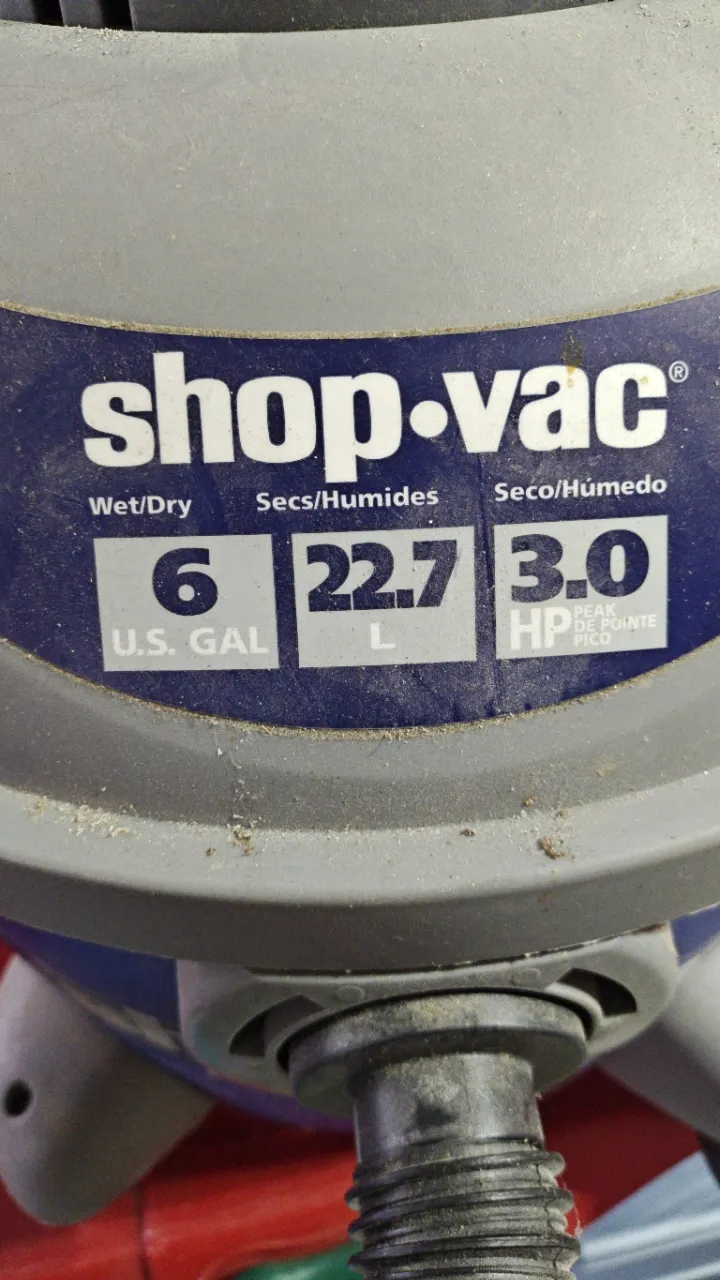 shop·vac®
Wet/Dry Secs/Humides Seco/Húmedo
6
U.S. GAL
22.7
L
3.0
HP PEAK
DE POINTE
PICO